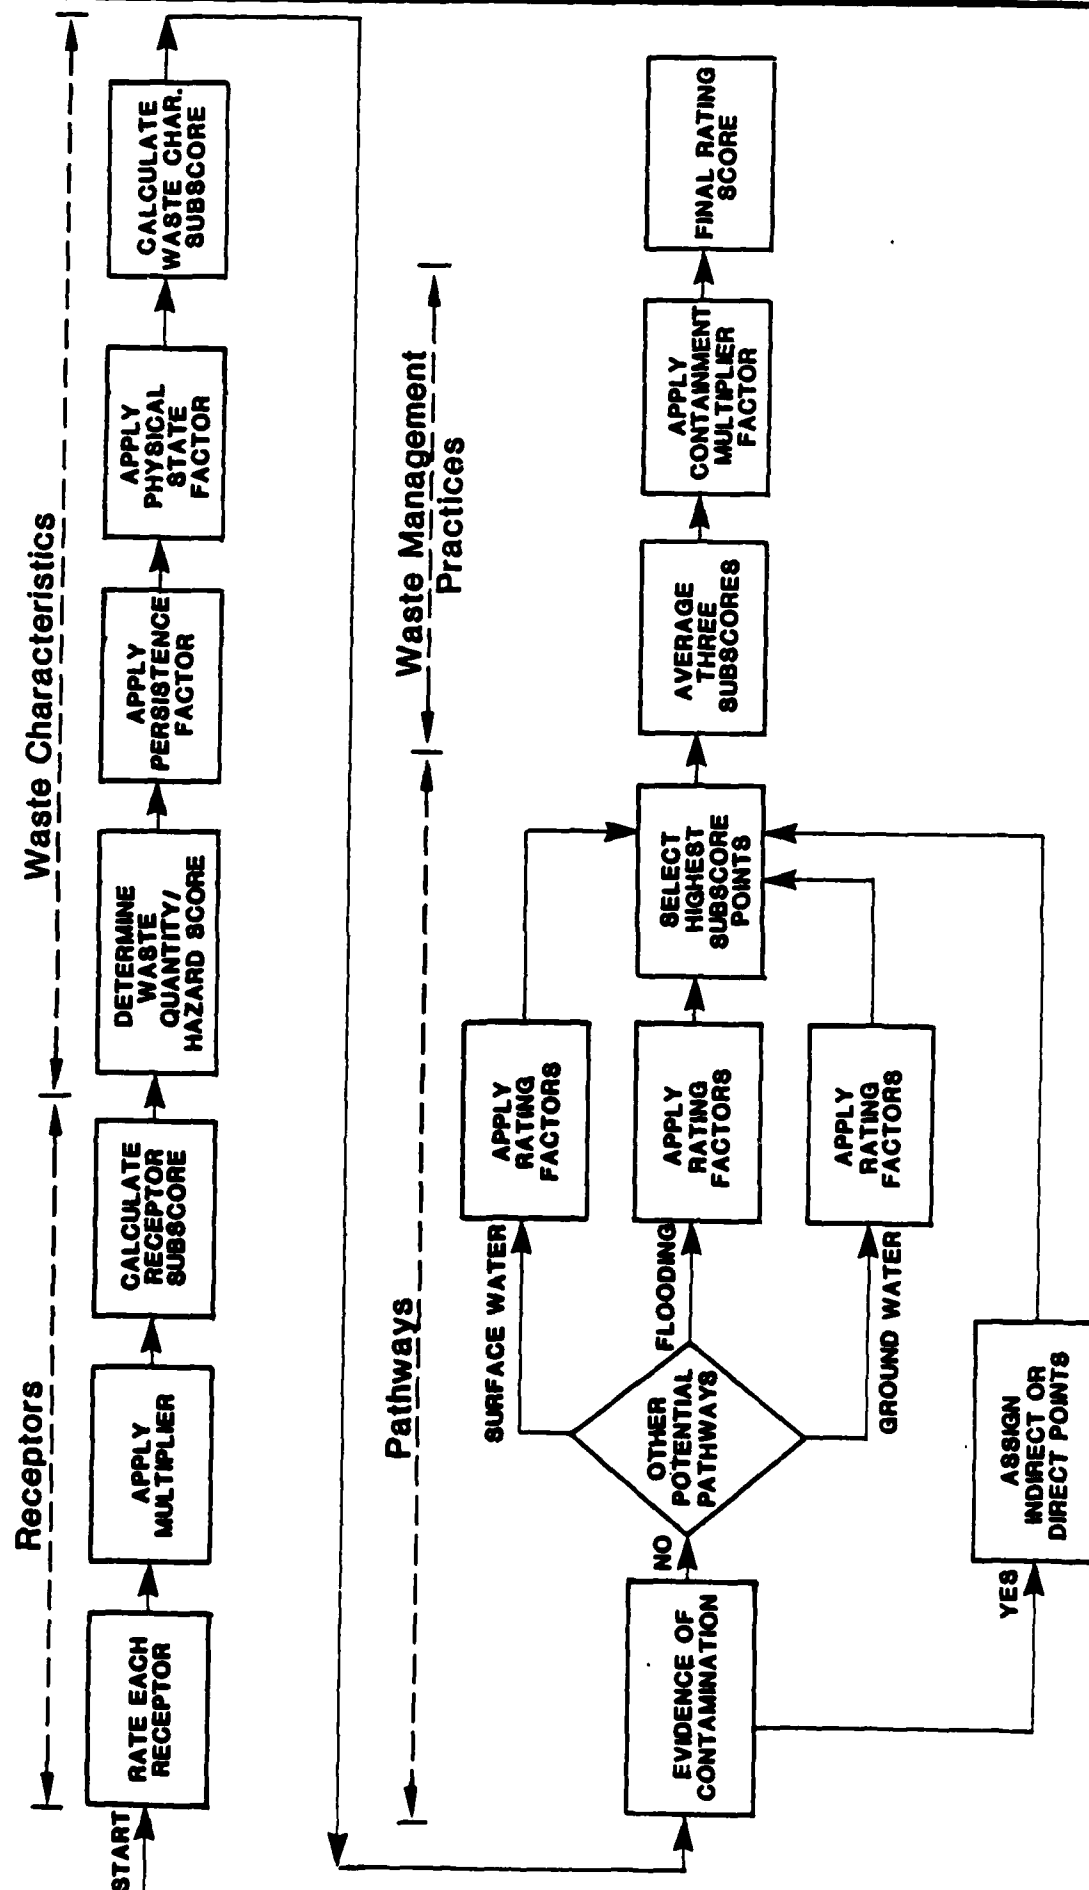 Receptors
Waste Characteristics
START
RATE EACH
RECEPTOR
APPLY
MULTIPLIER
CALCULATE
RECEPTOR
SUBSCORE
DETERMINE
WASTE
QUANTITY/
HAZARD SCORE
APPLY
PERSISTENCE
FACTOR
APPLY
PHYSICAL
STATE
FACTOR
CALCULATE
WASTE CHAR.
SUBSCORE
Pathways
Waste Management
Practices
EVIDENCE OF
CONTAMINATION
NO
YES
OTHER
POTENTIAL
PATHWAYS
SURFACE WATER
FLOODING
GROUND WATER
APPLY
RATING
FACTORS
APPLY
RATING
FACTORS
APPLY
RATING
FACTORS
ASSIGN
INDIRECT OR
DIRECT POINTS
SELECT
HIGHEST
SUBSCORE
POINTS
AVERAGE
THREE
SUBSCORES
APPLY
CONTAINMENT
MULTIPLIER
FACTOR
FINAL RATING
SCORE